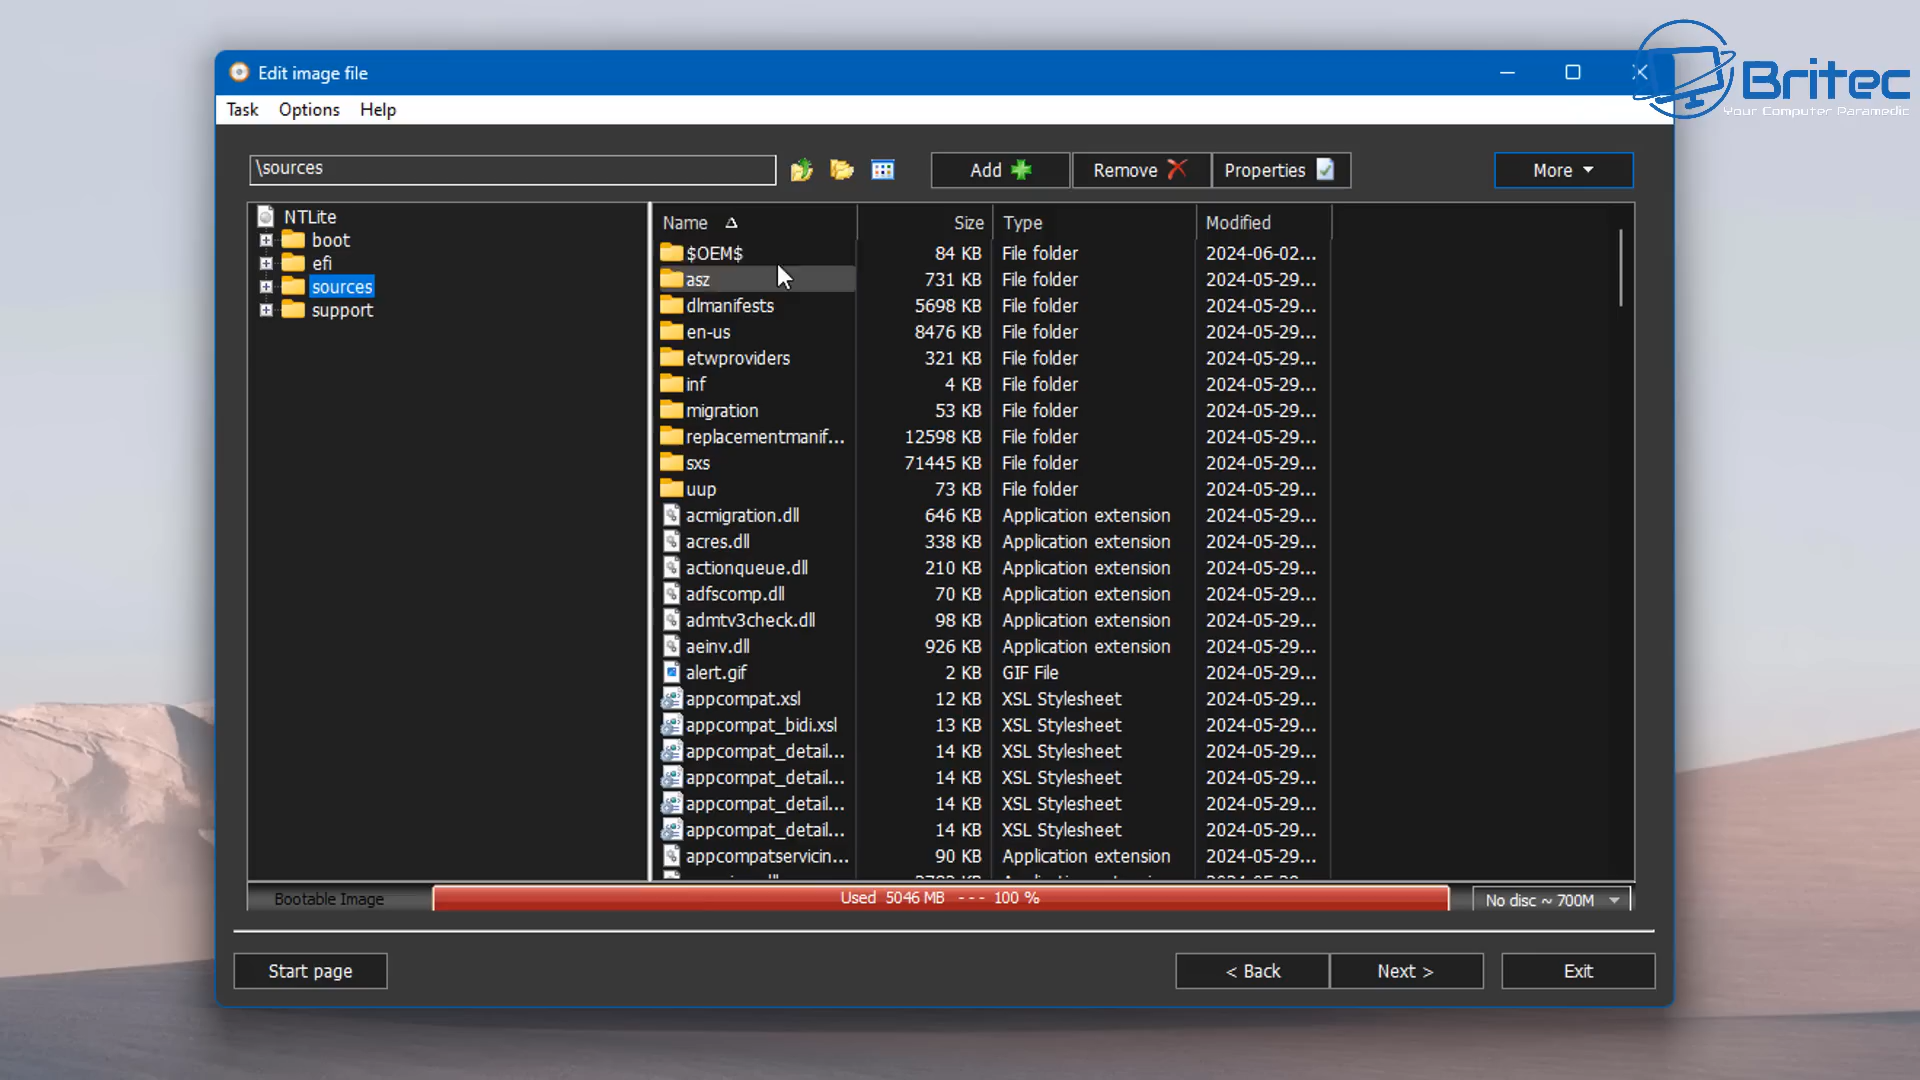 Edit image file
Britec
Your Computer Paramedic
Task Options Help
\sources
Add
Remove
Properties
More
NTLite
boot
efi
sources
support
Name Size Type Modified
$OEM$ 84 KB File folder 2024-06-02...
asz 731 KB File folder 2024-05-29...
dlmanifests 5698 KB File folder 2024-05-29...
en-us 8476 KB File folder 2024-05-29...
etwproviders 321 KB File folder 2024-05-29...
inf 4 KB File folder 2024-05-29...
migration 53 KB File folder 2024-05-29...
replacementmanif... 12598 KB File folder 2024-05-29...
sxs 71445 KB File folder 2024-05-29...
uup 73 KB File folder 2024-05-29...
acmigration.dll 646 KB Application extension 2024-05-29...
acres.dll 338 KB Application extension 2024-05-29...
actionqueue.dll 210 KB Application extension 2024-05-29...
adfscomp.dll 70 KB Application extension 2024-05-29...
admtv3check.dll 98 KB Application extension 2024-05-29...
aeinv.dll 926 KB Application extension 2024-05-29...
alert.gif 2 KB GIF File 2024-05-29...
appcompat.xsl 12 KB XSL Stylesheet 2024-05-29...
appcompat_bidi.xsl 13 KB XSL Stylesheet 2024-05-29...
appcompat_detail... 14 KB XSL Stylesheet 2024-05-29...
appcompat_detail... 14 KB XSL Stylesheet 2024-05-29...
appcompat_detail... 14 KB XSL Stylesheet 2024-05-29...
appcompat_detail... 14 KB XSL Stylesheet 2024-05-29...
appcompatservicin... 90 KB Application extension 2024-05-29...
Bootable Image
Used 5046 MB --- 100 %
No disc ~ 700M
Start page
< Back
Next >
Exit